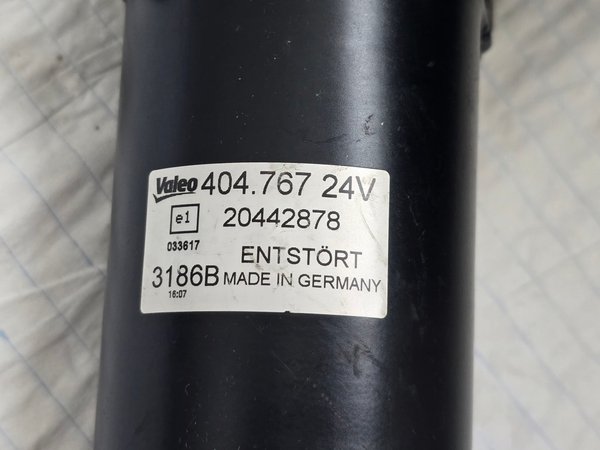 Valeo 404.767 24V
e1 20442878
033617 ENTSTÖRT
3186B MADE IN GERMANY
16:07